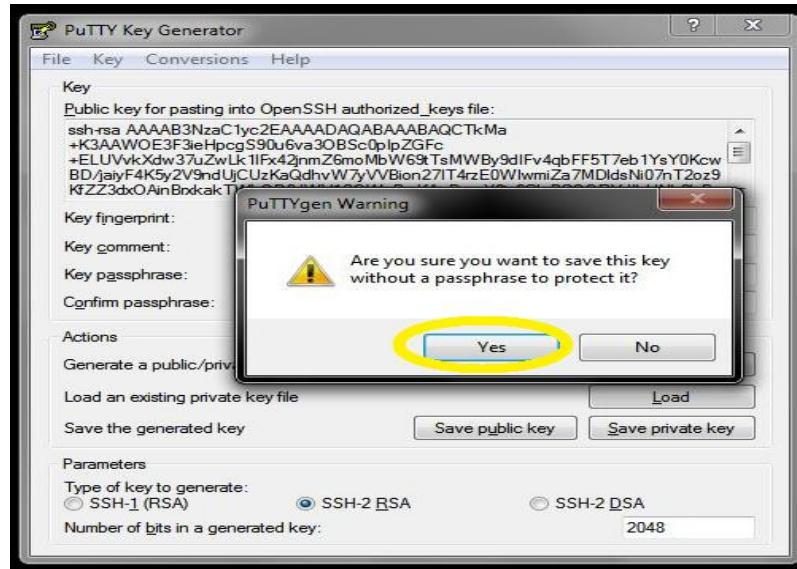 PuTTY Key Generator
File Key Conversions Help
Key
Public key for pasting into OpenSSH authorized_keys file:
ssh-rsa AAAAB3NzaC1yc2EAAAADAQABAAABAQCTkMa
+K3AAWOE3F3ieHpcgS90u6va3OBSc0plpZGFc
+ELUVvkXdw37uZwLk1lFx42jnmZ6moMbW69tTsMWBy9dIFv4qbFF5T7eb1YsY0Kcw
BD/jaiyF4K5y2V9ndUjCUzKaQdhvW7yVVBion27IT4rzE0WIwmiZa7MDldsNi07nT2oz9
PuTTYgen Warning
Key fingerprint:
Key comment:
Key passphrase:
Confirm passphrase:
Are you sure you want to save this key
without a passphrase to protect it?
Yes No
Actions
Generate a public/priv
Load an existing private key file Load
Save the generated key Save public key Save private key
Parameters
Type of key to generate:
SSH-1 (RSA) SSH-2 RSA SSH-2 DSA
Number of bits in a generated key: 2048